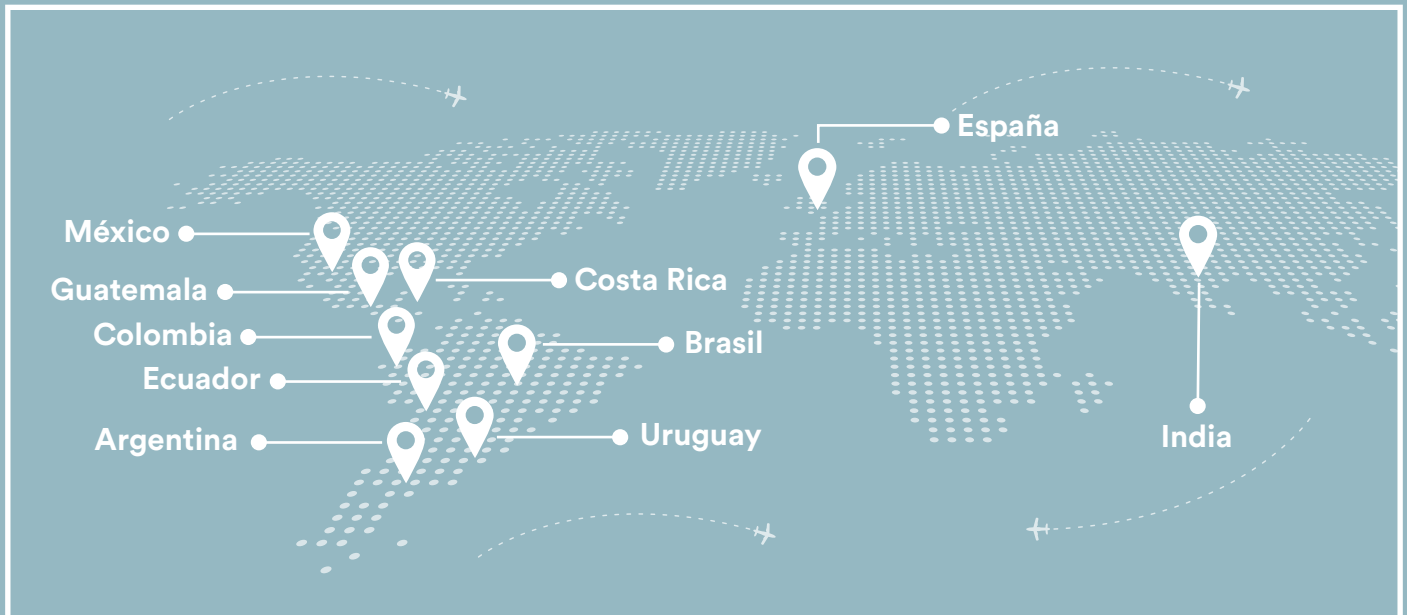 España
México
Costa Rica
Guatemala
Colombia
Brasil
Ecuador
Argentina
Uruguay
India